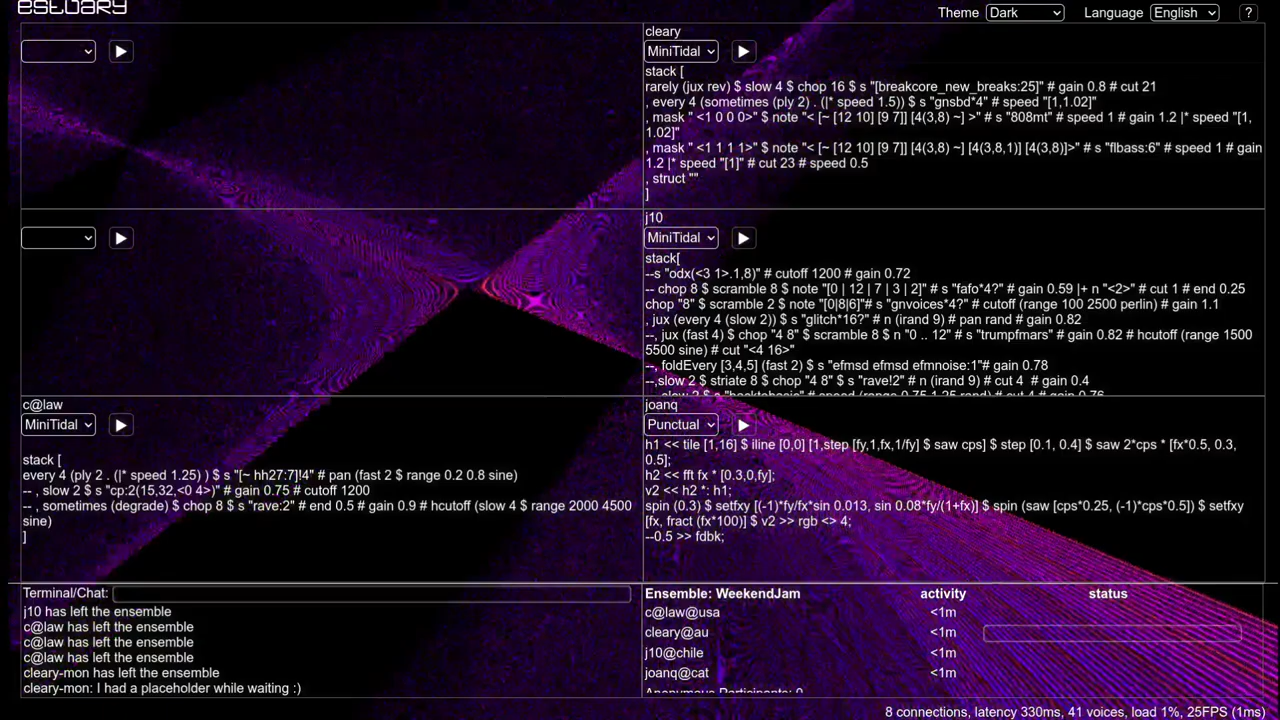 estuary
Theme Dark Language English ?
cleary
MiniTidal
stack [
rarely (jux rev) $ slow 4 $ chop 16 $ s "[breakcore_new_breaks:25]" # gain 0.8 # cut 21
, every 4 (sometimes (ply 2) . (|* speed 1.5)) $ s "gnsbd*4" # speed "[1,1.02]"
, mask " <1 0 0 0>" $ note "< [~ [12 10] [9 7]] [4(3,8) ~] >" # s "808mt" # speed 1 # gain 1.2 |* speed "[1,
1.02]"
, mask " <1 1 1 1>" $ note "< [~ [12 10] [9 7]] [4(3,8) ~] [4(3,8,1)] [4(3,8)]>" # s "flbass:6" # speed 1 # gain
1.2 |* speed "[1]" # cut 23 # speed 0.5
, struct ""
]
j10
MiniTidal
stack[
--s "odx(<3 1>.1,8)" # cutoff 1200 # gain 0.72
-- chop 8 $ scramble 8 $ note "[0 | 12 | 7 | 3 | 2]" # s "fafo*4?" # gain 0.59 |+ n "<2>" # cut 1 # end 0.25
chop "8" $ scramble 2 $ note "[0|8|6]"# s "gnvoices*4?" # cutoff (range 100 2500 perlin) # gain 1.1
, jux (every 4 (slow 2)) $ s "glitch*16?" # n (irand 9) # pan rand # gain 0.82
--, jux (fast 4) $ chop "4 8" $ scramble 8 $ n "0 .. 12" # s "trumpfmars" # gain 0.82 # hcutoff (range 1500
5500 sine) # cut "<4 16>"
--, foldEvery [3,4,5] (fast 2) $ s "efmsd efmsd efmnoise:1"# gain 0.78
--,slow 2 $ striate 8 $ chop "4 8" $ s "rave!2" # n (irand 9) # cut 4 # gain 0.4
c@law
MiniTidal
stack [
every 4 (ply 2 . (|* speed 1.25) ) $ s "[~ hh27:7]!4" # pan (fast 2 $ range 0.2 0.8 sine)
-- , slow 2 $ s "cp:2(15,32,<0 4>)" # gain 0.75 # cutoff 1200
-- , sometimes (degrade) $ chop 8 $ s "rave:2" # end 0.5 # gain 0.9 # hcutoff (slow 4 $ range 2000 4500
sine)
]
joanq
Punctual
h1 << tile [1,16] $ iline [0,0] [1,step [fy,1,fx,1/fy] $ saw cps] $ step [0.1, 0.4] $ saw 2*cps * [fx*0.5, 0.3,
0.5];
h2 << fft fx * [0.3,0,fy];
v2 << h2 *: h1;
spin (0.3) $ setfxy [(-1)*fy/fx*sin 0.013, sin 0.08*fy/(1+fx)] $ spin (saw [cps*0.25, (-1)*cps*0.5]) $ setfxy
[fx, fract (fx*100)] $ v2 >> rgb <> 4;
--0.5 >> fdbk;
Terminal/Chat:
j10 has left the ensemble
c@law has left the ensemble
c@law has left the ensemble
c@law has left the ensemble
cleary-mon has left the ensemble
cleary-mon: I had a placeholder while waiting :)
Ensemble: WeekendJam activity status
c@law@usa <1m
cleary@au <1m
j10@chile <1m
joanq@cat <1m
Anonymous Participants: 0
8 connections, latency 330ms, 41 voices, load 1%, 25FPS (1ms)